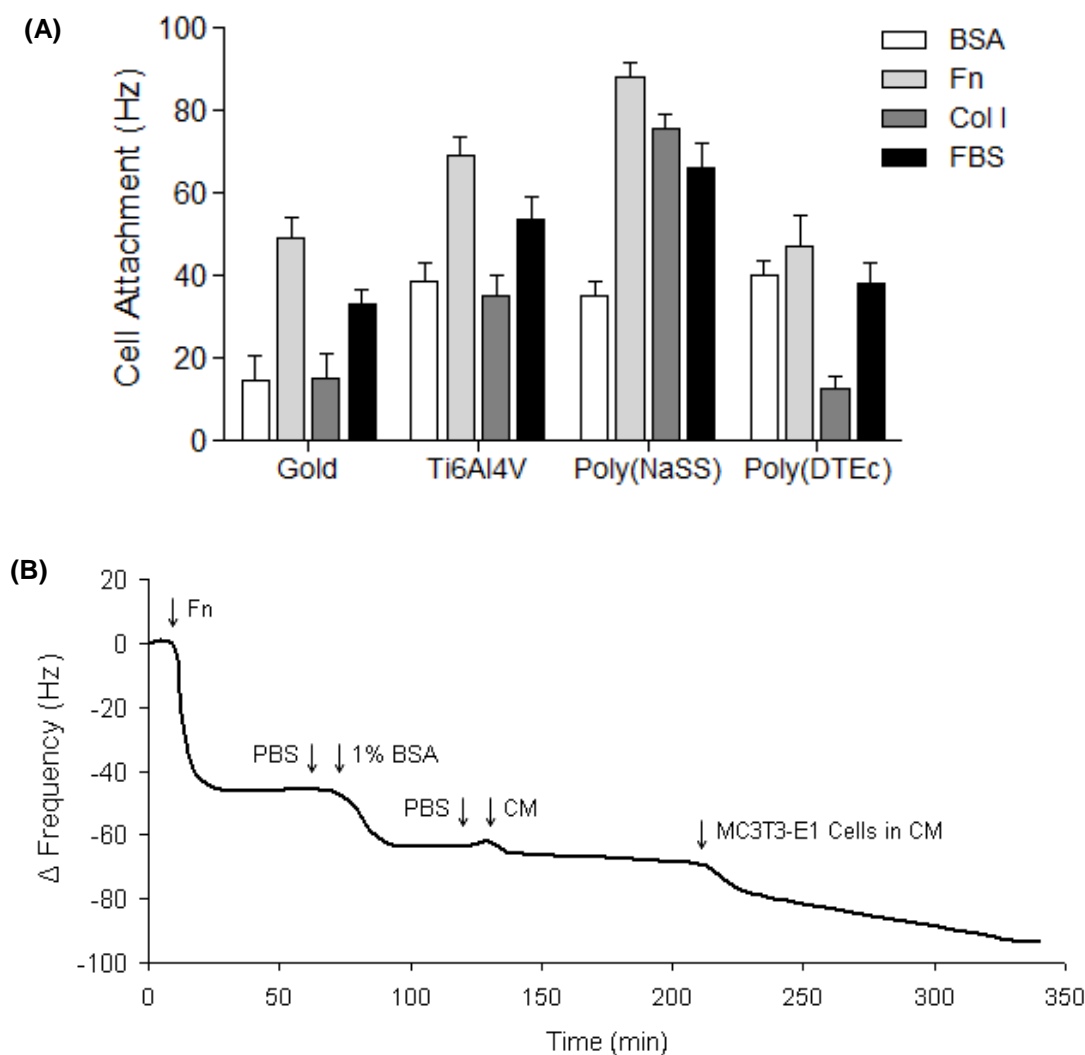 (A)
Cell Attachment (Hz)
100
80
60
40
20
0
Gold Ti6Al4V Poly(NaSS) Poly(DTEc)
BSA
Fn
Col I
FBS
(B)
Δ Frequency (Hz)
20
0
-20
-40
-60
-80
-100
Fn
PBS 1% BSA
PBS CM
MC3T3-E1 Cells in CM
0 50 100 150 200 250 300 350
Time (min)